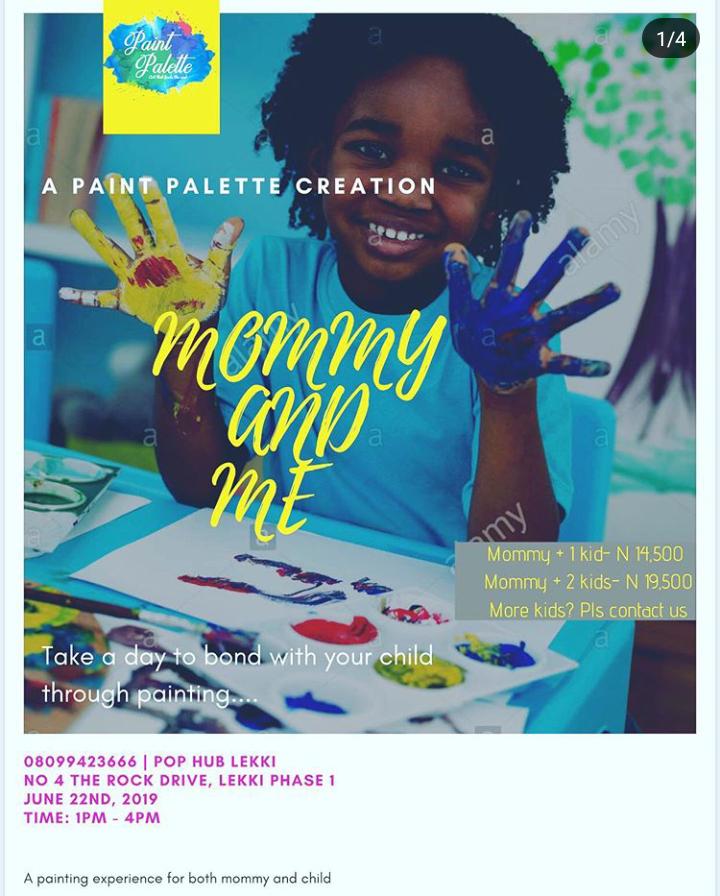 Paint
Palette
1/4
A PAINT PALETTE CREATION
MOMMY
AND
ME
alamy
Mommy + 1 kid- N 14,500
Mommy + 2 kids- N 19,500
More kids? Pls contact us
Take a day to bond with your child
through painting....
08099423666 | POP HUB LEKKI
NO 4 THE ROCK DRIVE, LEKKI PHASE 1
JUNE 22ND, 2019
TIME: 1PM - 4PM
A painting experience for both mommy and child